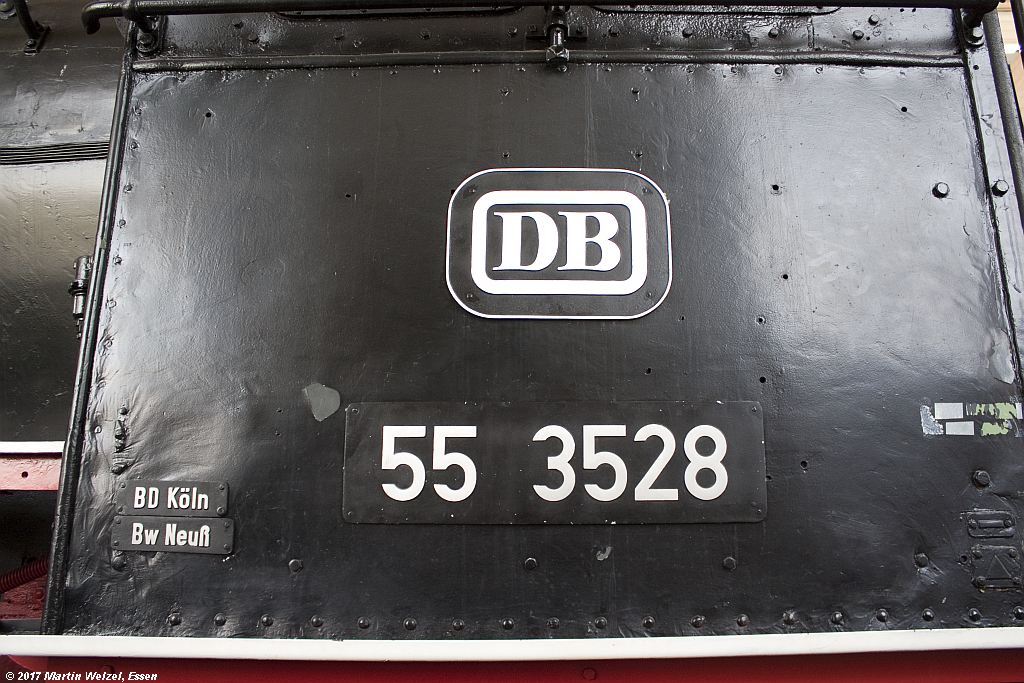 DB
55 3528
BD Köln
Bw Neuß
© 2017 Martin Welzel, Essen